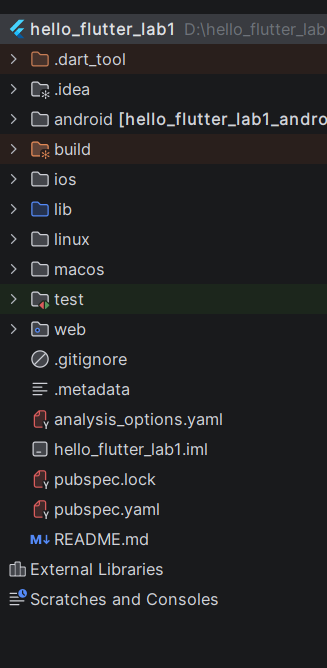 hello_flutter_lab1 D:\hello_flutter_lab
.dart_tool
.idea
android [hello_flutter_lab1_andro
build
ios
lib
linux
macos
test
web
.gitignore
.metadata
analysis_options.yaml
hello_flutter_lab1.iml
pubspec.lock
pubspec.yaml
M↓ README.md
External Libraries
Scratches and Consoles